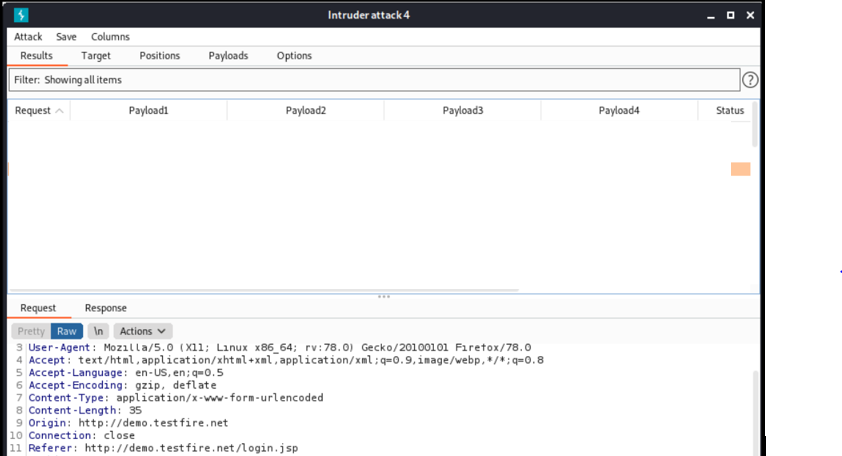 Intruder attack 4
Attack Save Columns
Results Target Positions Payloads Options
Filter: Showing all items ?
Request Payload1 Payload2 Payload3 Payload4 Status
Request Response
Pretty Raw \n Actions
3 User-Agent: Mozilla/5.0 (X11; Linux x86_64; rv:78.0) Gecko/20100101 Firefox/78.0
4 Accept: text/html,application/xhtml+xml,application/xml;q=0.9,image/webp,*/*;q=0.8
5 Accept-Language: en-US,en;q=0.5
6 Accept-Encoding: gzip, deflate
7 Content-Type: application/x-www-form-urlencoded
8 Content-Length: 35
9 Origin: http://demo.testfire.net
10 Connection: close
11 Referer: http://demo.testfire.net/login.jsp